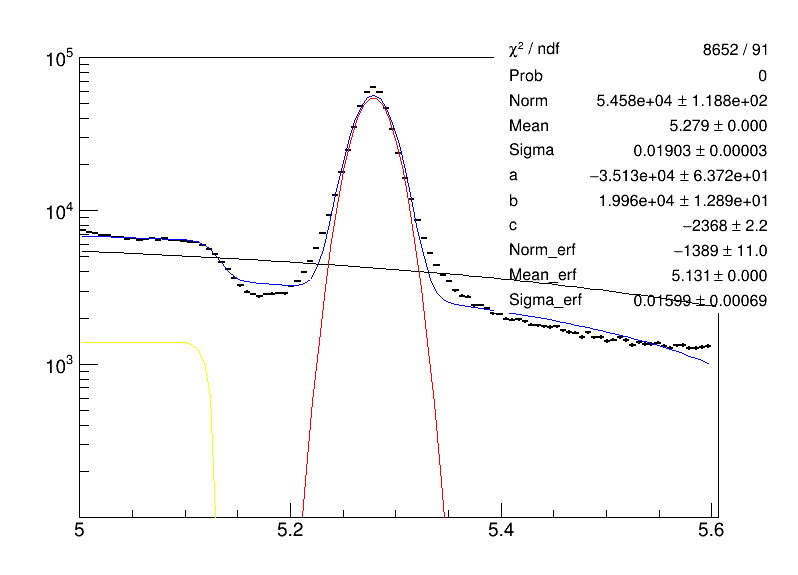 χ² / ndf 8652 / 91
Prob 0
Norm 5.458e+04 ± 1.188e+02
Mean 5.279 ± 0.000
Sigma 0.01903 ± 0.00003
a −3.513e+04 ± 6.372e+01
b 1.996e+04 ± 1.289e+01
c −2368 ± 2.2
Norm_erf −1389 ± 11.0
Mean_erf 5.131 ± 0.000
Sigma_erf 0.01599 ± 0.00069
10⁵
10⁴
10³
5 5.2 5.4 5.6